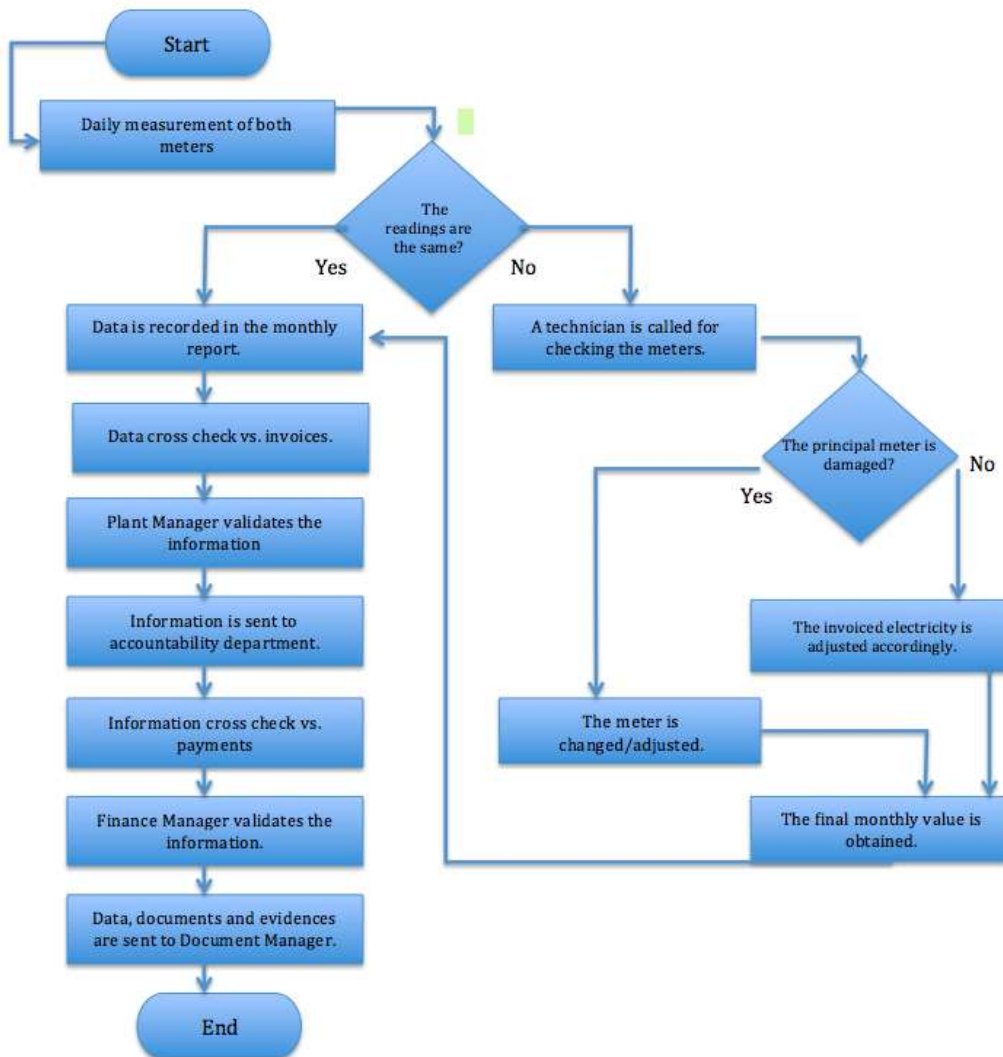 Start
Daily measurement of both
meters
The
readings are
the same?
Yes
No
Data is recorded in the monthly
report.
A technician is called for
checking the meters.
Data cross check vs. invoices.
The principal meter is
damaged?
Yes
No
Plant Manager validates the
information
Information is sent to
accountability department.
The invoiced electricity is
adjusted accordingly.
Information cross check vs.
payments
The meter is
changed/adjusted.
Finance Manager validates the
information.
The final monthly value is
obtained.
Data, documents and evidences
are sent to Document Manager.
End